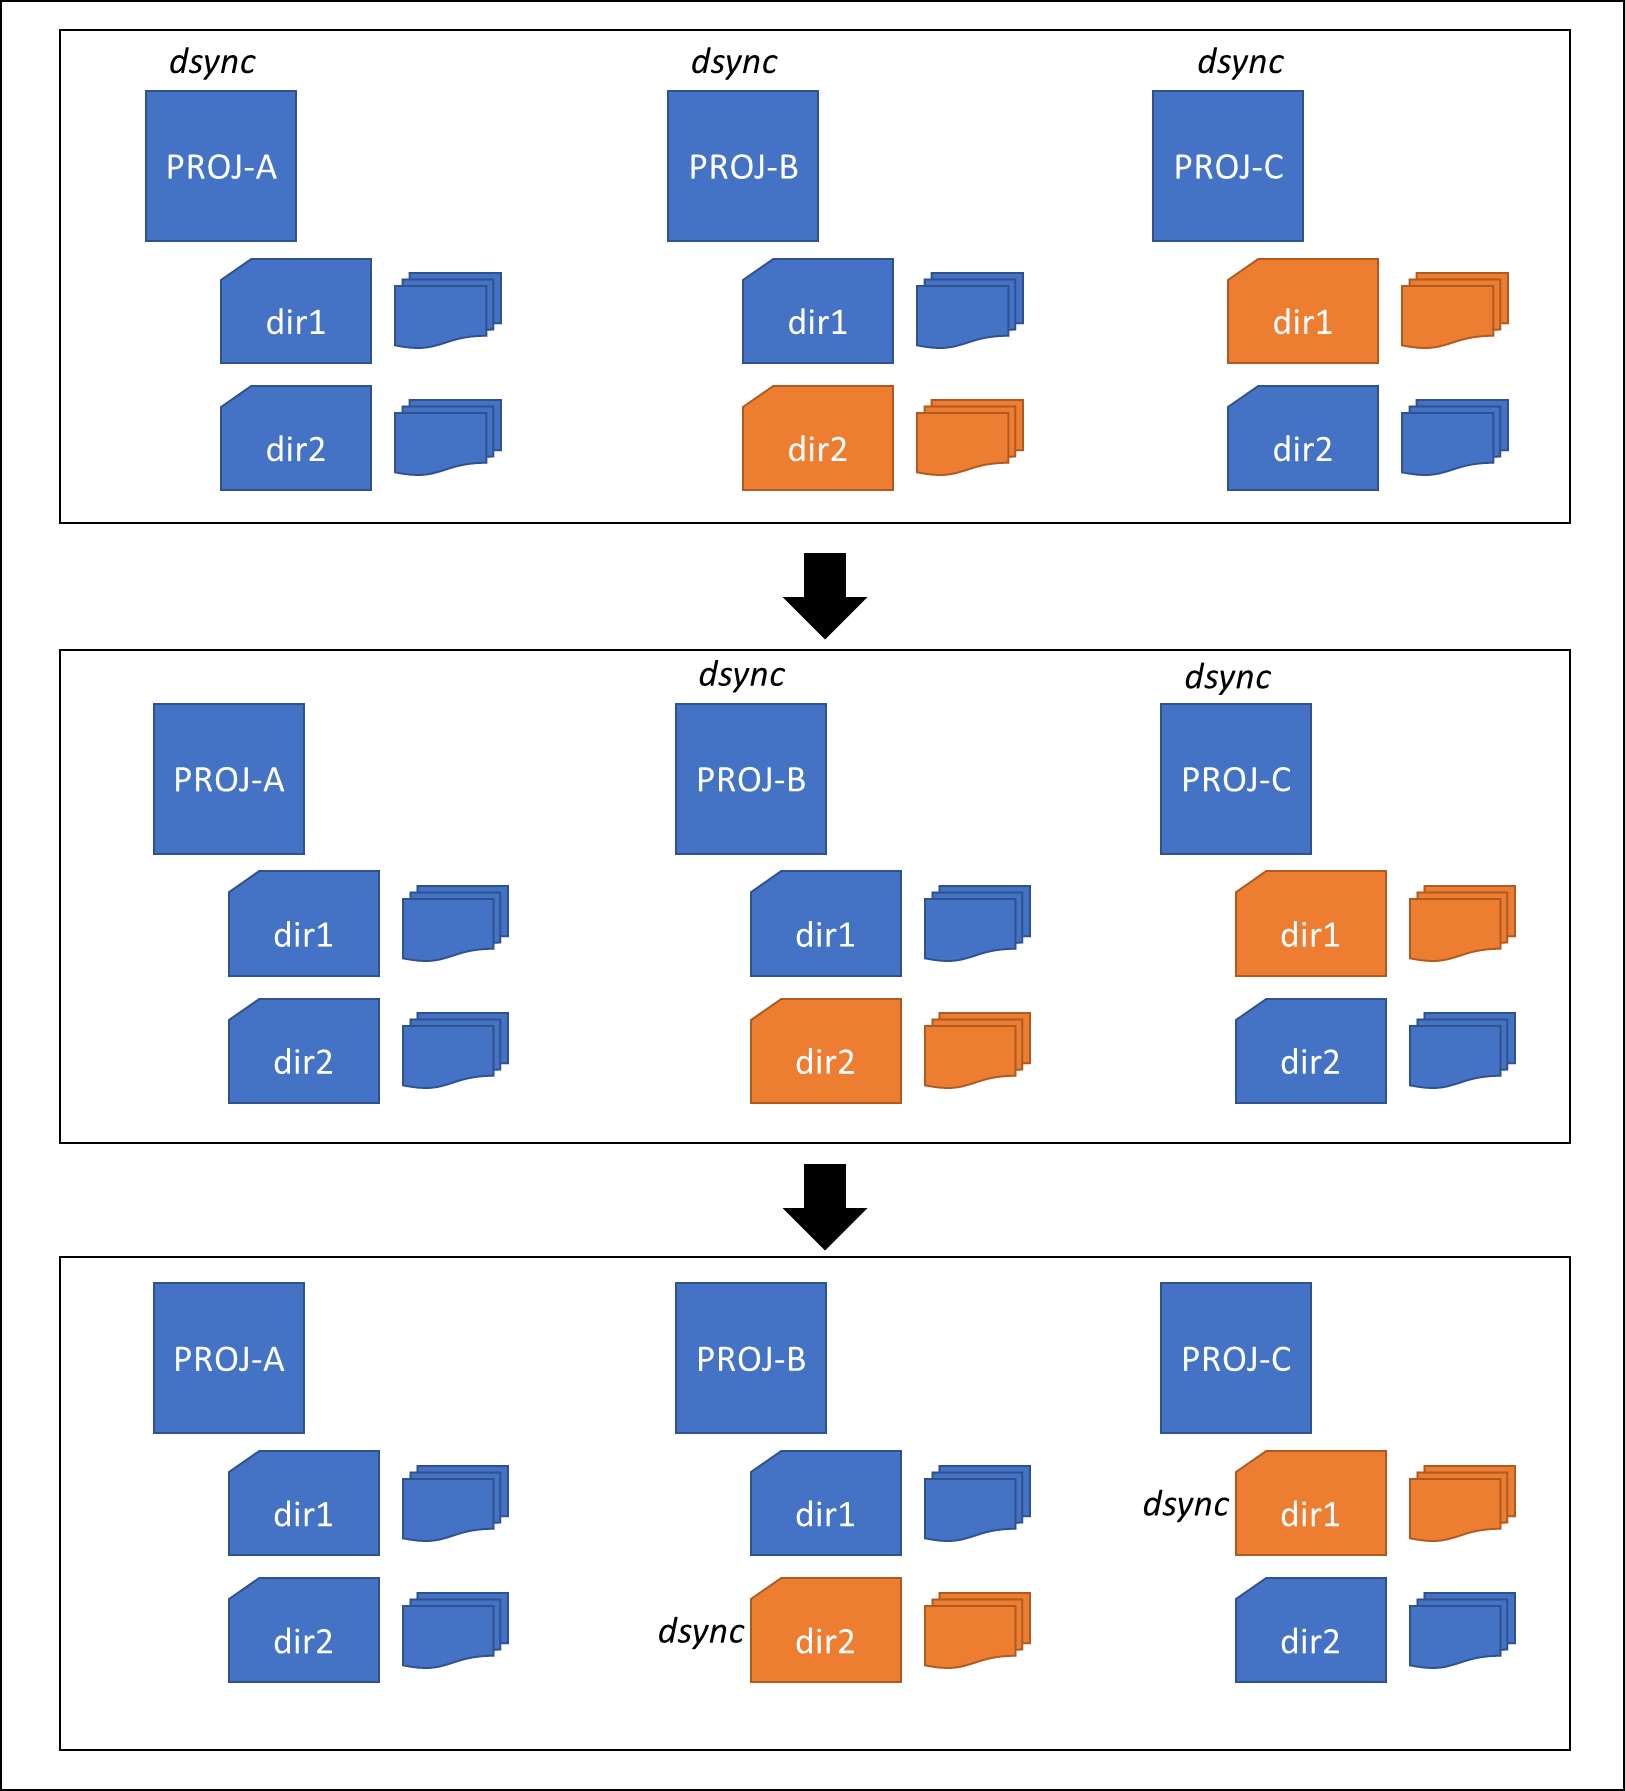 dsync dsync dsync
PROJ-A PROJ-B PROJ-C
dir1 dir1 dir1
dir2 dir2 dir2
dsync dsync
PROJ-A PROJ-B PROJ-C
dir1 dir1 dir1
dir2 dir2 dir2
PROJ-A PROJ-B PROJ-C
dir1 dir1 dsync dir1
dir2 dsync dir2 dir2